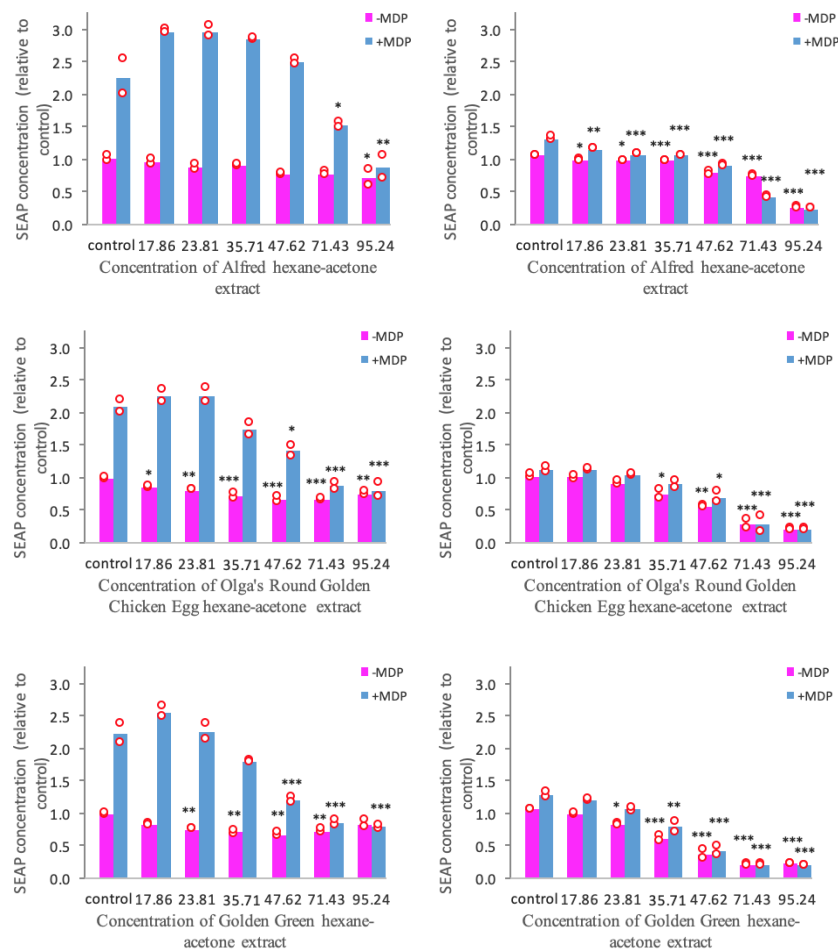 SEAP concentration (relative to
control)
3.0
2.5
2.0
1.5
1.0
0.5
0.0
-MDP
+MDP
*
* **
control 17.86 23.81 35.71 47.62 71.43 95.24
Concentration of Alfred hexane-acetone
extract
SEAP concentration (relative to
control)
3.0
2.5
2.0
1.5
1.0
0.5
0.0
-MDP
+MDP
* ** * *** *** *** *** *** *** *** *** ***
control 17.86 23.81 35.71 47.62 71.43 95.24
Concentration of Alfred hexane-acetone
extract
SEAP concentration (relative to
control)
3.0
2.5
2.0
1.5
1.0
0.5
0.0
-MDP
+MDP
* ** *** *** * *** *** ** ***
control 17.86 23.81 35.71 47.62 71.43 95.24
Concentration of Olga's Round Golden
Chicken Egg hexane-acetone extract
SEAP concentration (relative to
control)
3.0
2.5
2.0
1.5
1.0
0.5
0.0
-MDP
+MDP
* ** * *** *** *** ***
control 17.86 23.81 35.71 47.62 71.43 95.24
Concentration of Olga's Round Golden
Chicken Egg hexane-acetone extract
SEAP concentration (relative to
control)
3.0
2.5
2.0
1.5
1.0
0.5
0.0
-MDP
+MDP
** ** ** *** ** *** ***
control 17.86 23.81 35.71 47.62 71.43 95.24
Concentration of Golden Green hexane-
acetone extract
SEAP concentration (relative to
control)
3.0
2.5
2.0
1.5
1.0
0.5
0.0
-MDP
+MDP
* *** ** *** *** *** *** *** ***
control 17.86 23.81 35.71 47.62 71.43 95.24
Concentration of Golden Green hexane-
acetone extract